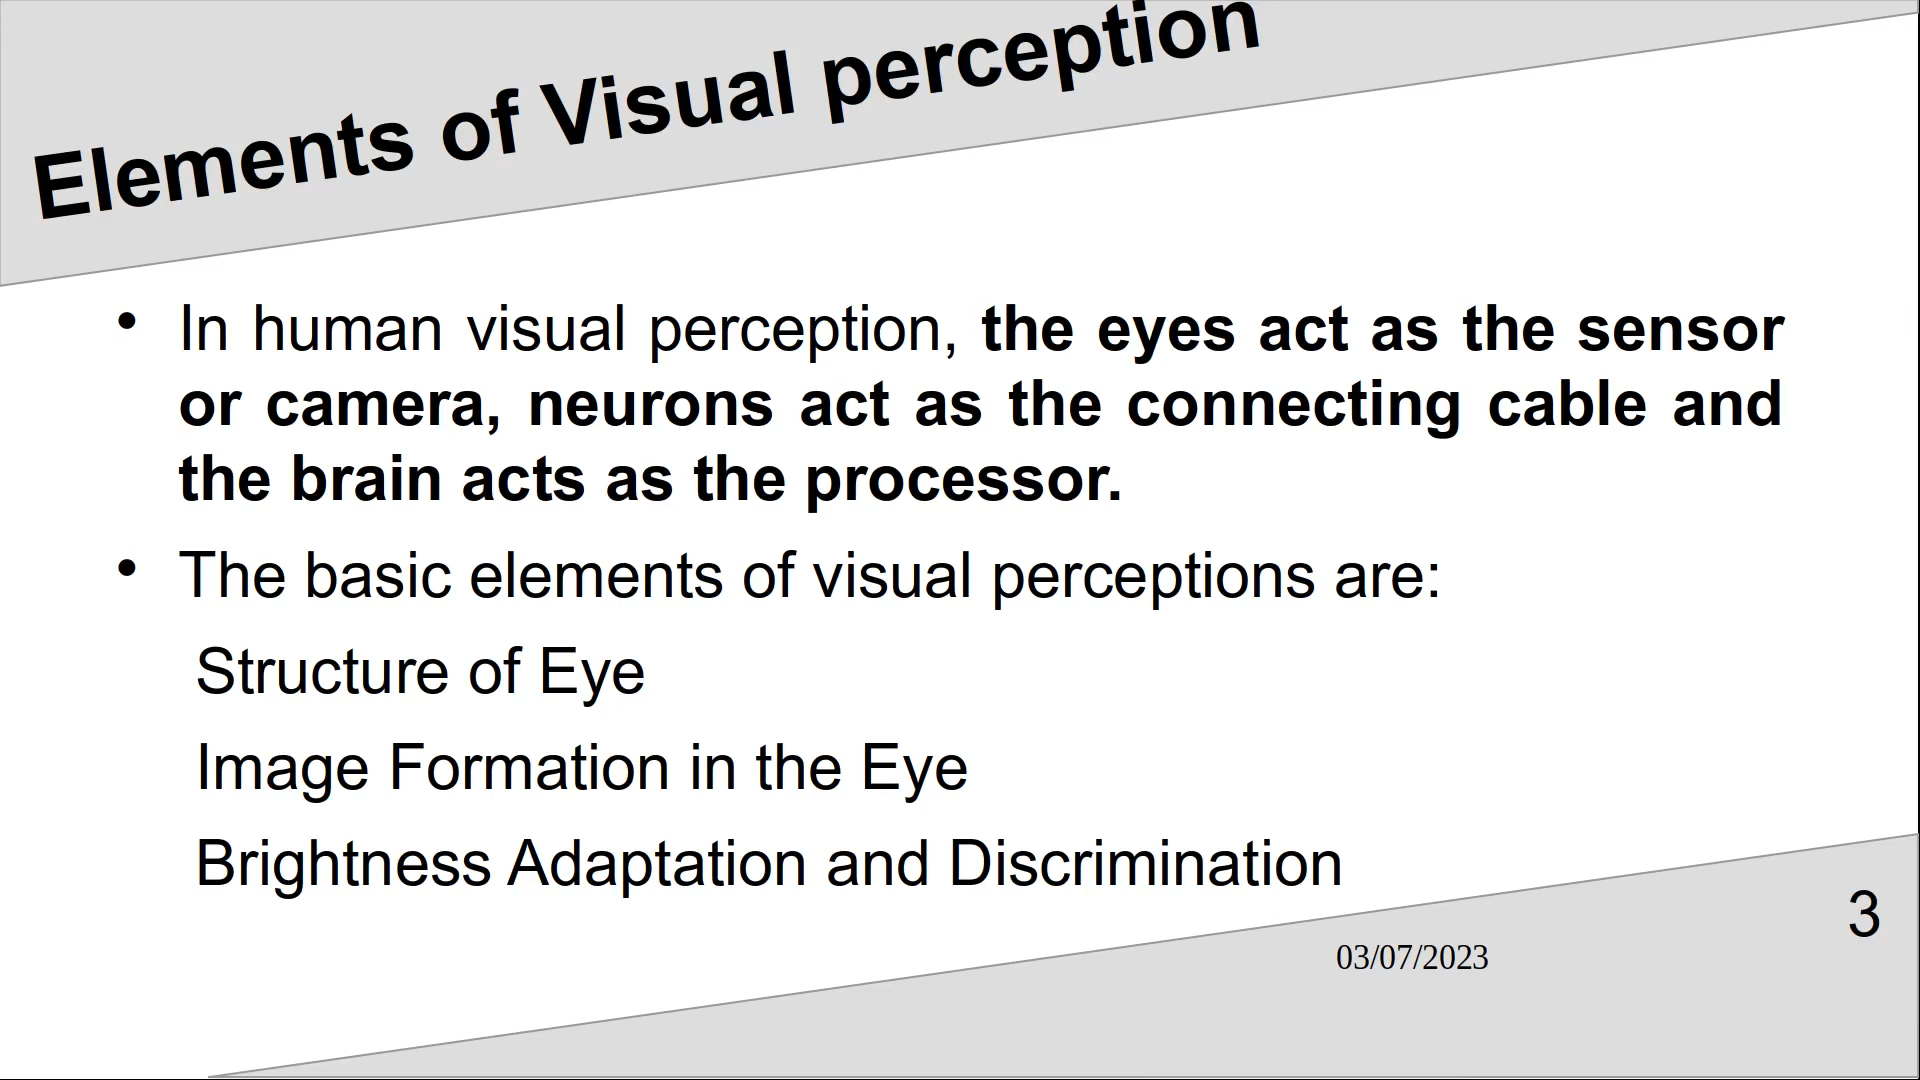 Elements of Visual perception
• In human visual perception, the eyes act as the sensor
or camera, neurons act as the connecting cable and
the brain acts as the processor.
• The basic elements of visual perceptions are:
Structure of Eye
Image Formation in the Eye
Brightness Adaptation and Discrimination
3
03/07/2023